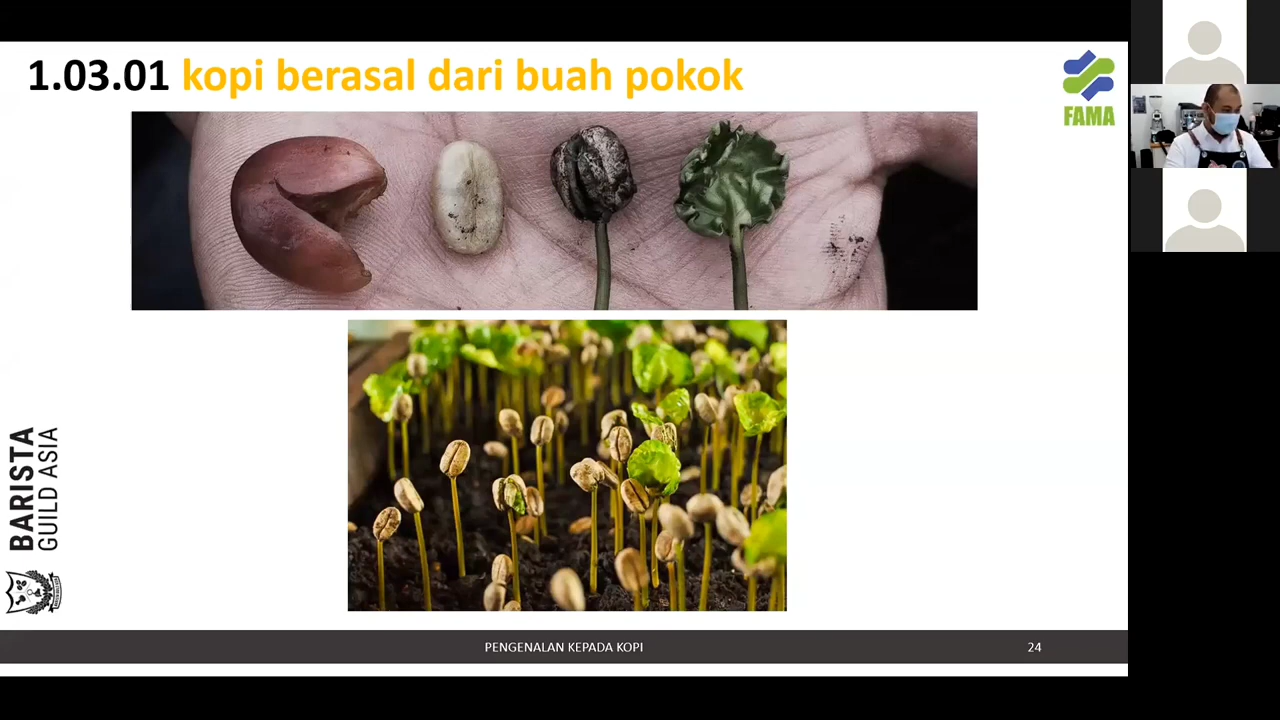 1.03.01 kopi berasal dari buah pokok
FAMA
BARISTA
GUILD ASIA
PENGENALAN KEPADA KOPI
24